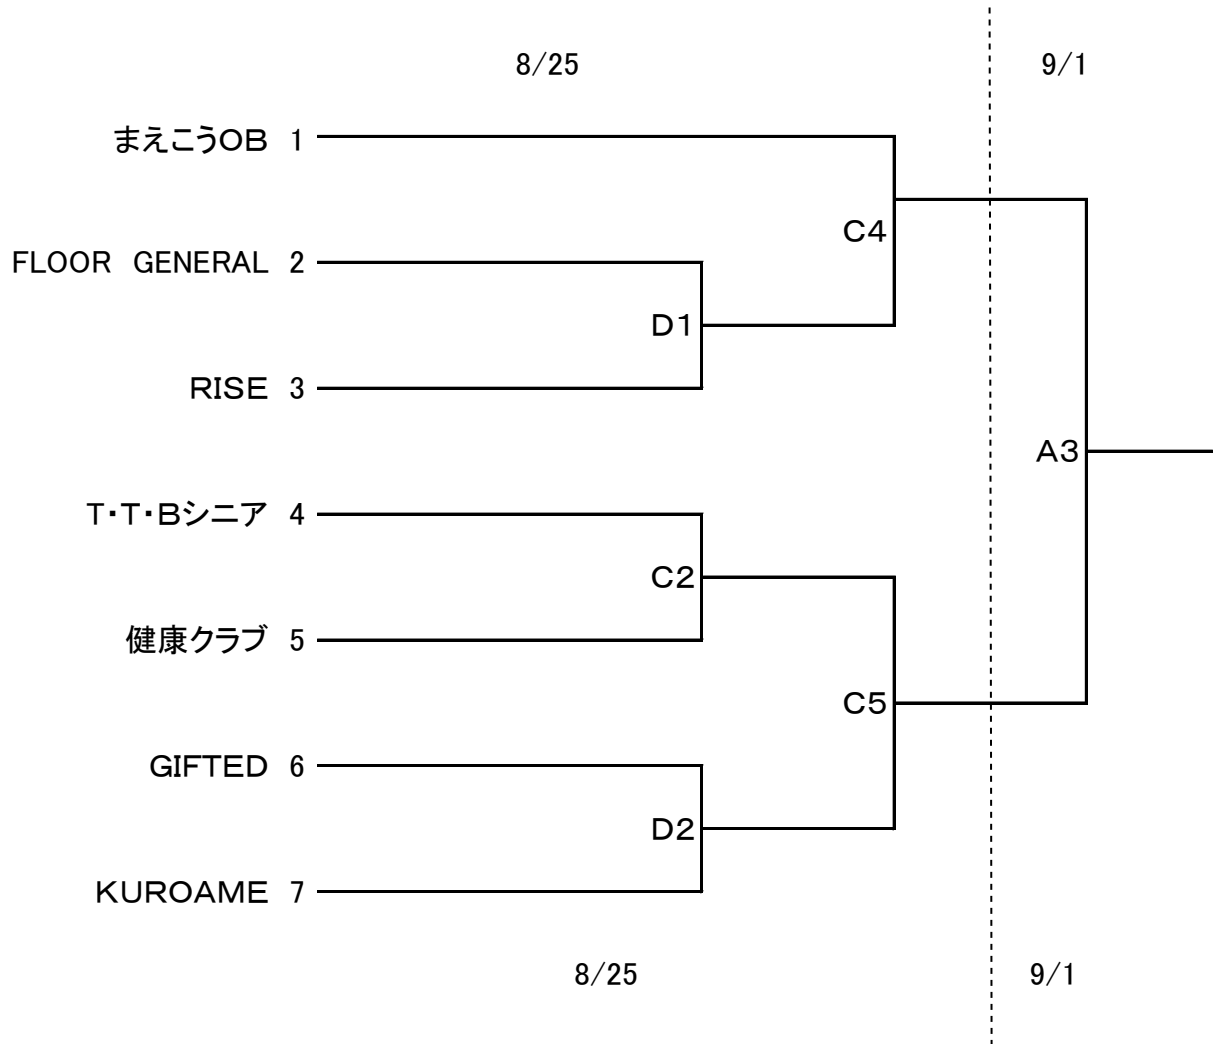 8/25 9/1
まえこうOB 1
C4
FLOOR GENERAL 2
D1
RISE 3
A3
T・T・Bシニア 4
C2
健康クラブ 5
C5
GIFTED 6
D2
KUROAME 7
8/25 9/1